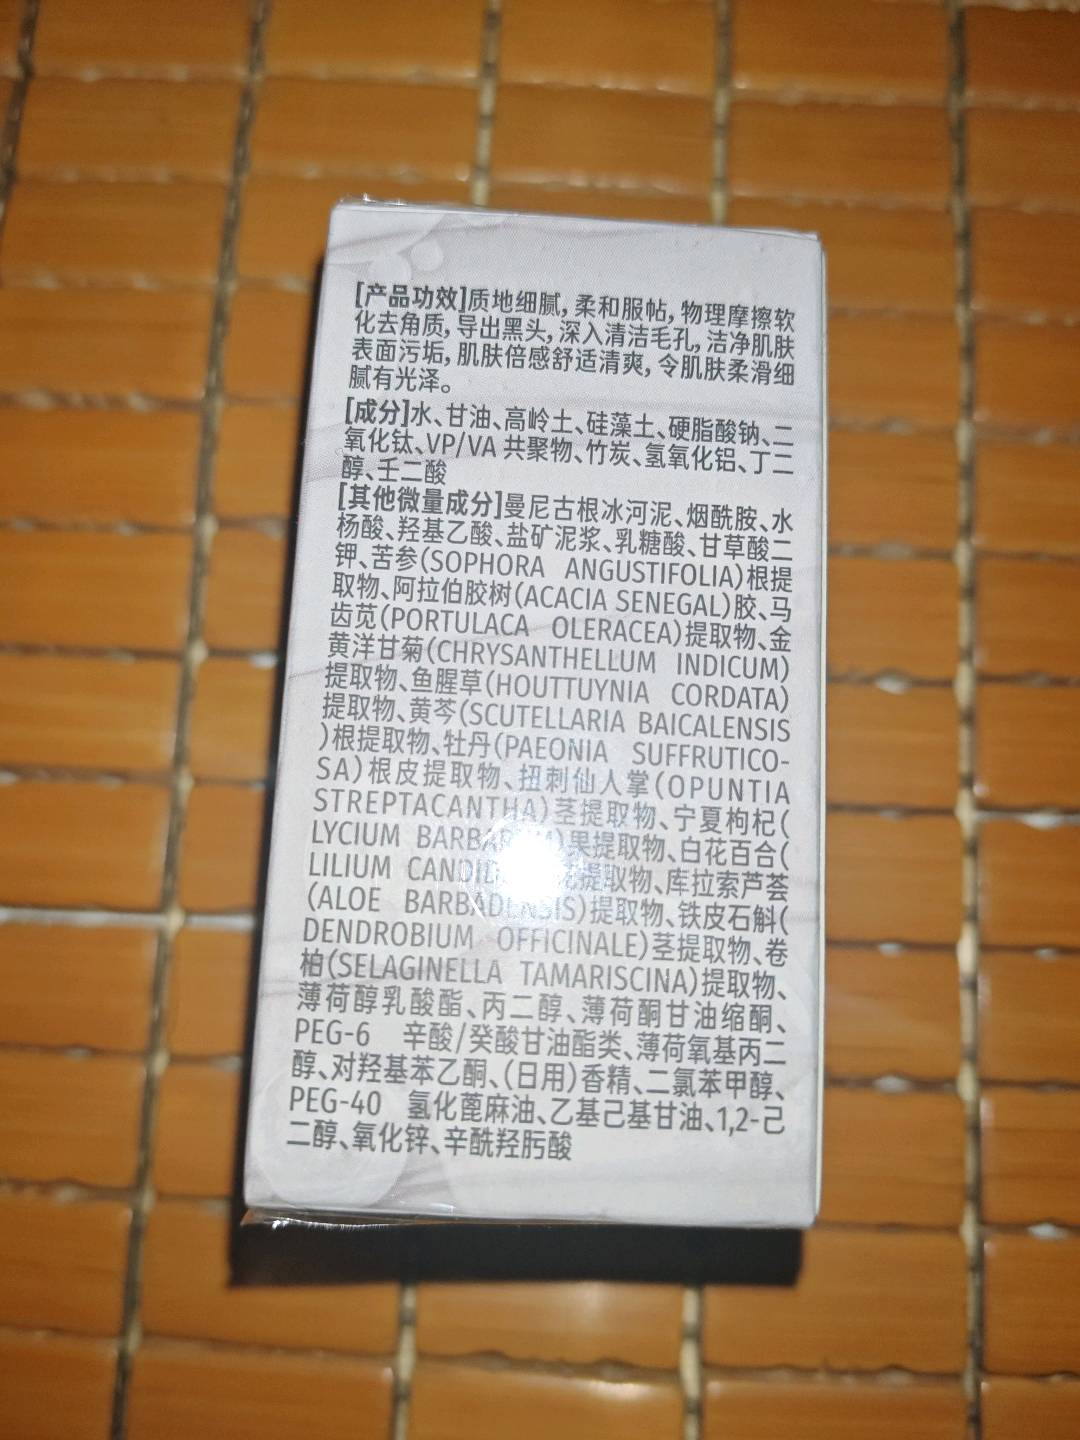 [产品功效]质地细腻,柔和服帖,物理摩擦软
化去角质,导出黑头,深入清洁毛孔,洁净肌肤
表面污垢,肌肤倍感舒适清爽,令肌肤柔滑细
腻有光泽。
[成分]水、甘油、高岭土、硅藻土、硬脂酸钠、二
氧化钛、VP/VA 共聚物、竹炭、氢氧化铝、丁二
醇、壬二酸
[其他微量成分]曼尼古根冰河泥、烟酰胺、水
杨酸、羟基乙酸、盐矿泥浆、乳糖酸、甘草酸二
钾、苦参(SOPHORA ANGUSTIFOLIA)根提
取物、阿拉伯胶树(ACACIA SENEGAL)胶、马
齿苋(PORTULACA OLERACEA)提取物、金
黄洋甘菊(CHRYSANTHELLUM INDICUM)
提取物、鱼腥草(HOUTTUYNIA CORDATA)
提取物、黄芩(SCUTELLARIA BAICALENSIS
)根提取物、牡丹(PAEONIA SUFFRUTICO-
SA)根皮提取物、扭刺仙人掌(OPUNTIA
STREPTACANTHA)茎提取物、宁夏枸杞(
LYCIUM )果提取物、白花百合(
LILIUM 提取物、库拉索芦荟
(ALOE BARBADENSIS)提取物、铁皮石斛(
DENDROBIUM OFFICINALE)茎提取物、卷
柏(SELAGINELLA TAMARISCINA)提取物、
薄荷醇乳酸酯、丙二醇、薄荷酮甘油缩酮、
PEG-6 辛酸/癸酸甘油酯类、薄荷氧基丙二
醇、对羟基苯乙酮、(日用)香精、二氯苯甲醇、
PEG-40 氢化蓖麻油、乙基己基甘油、1,2-己
二醇、氧化锌、辛酰羟肟酸